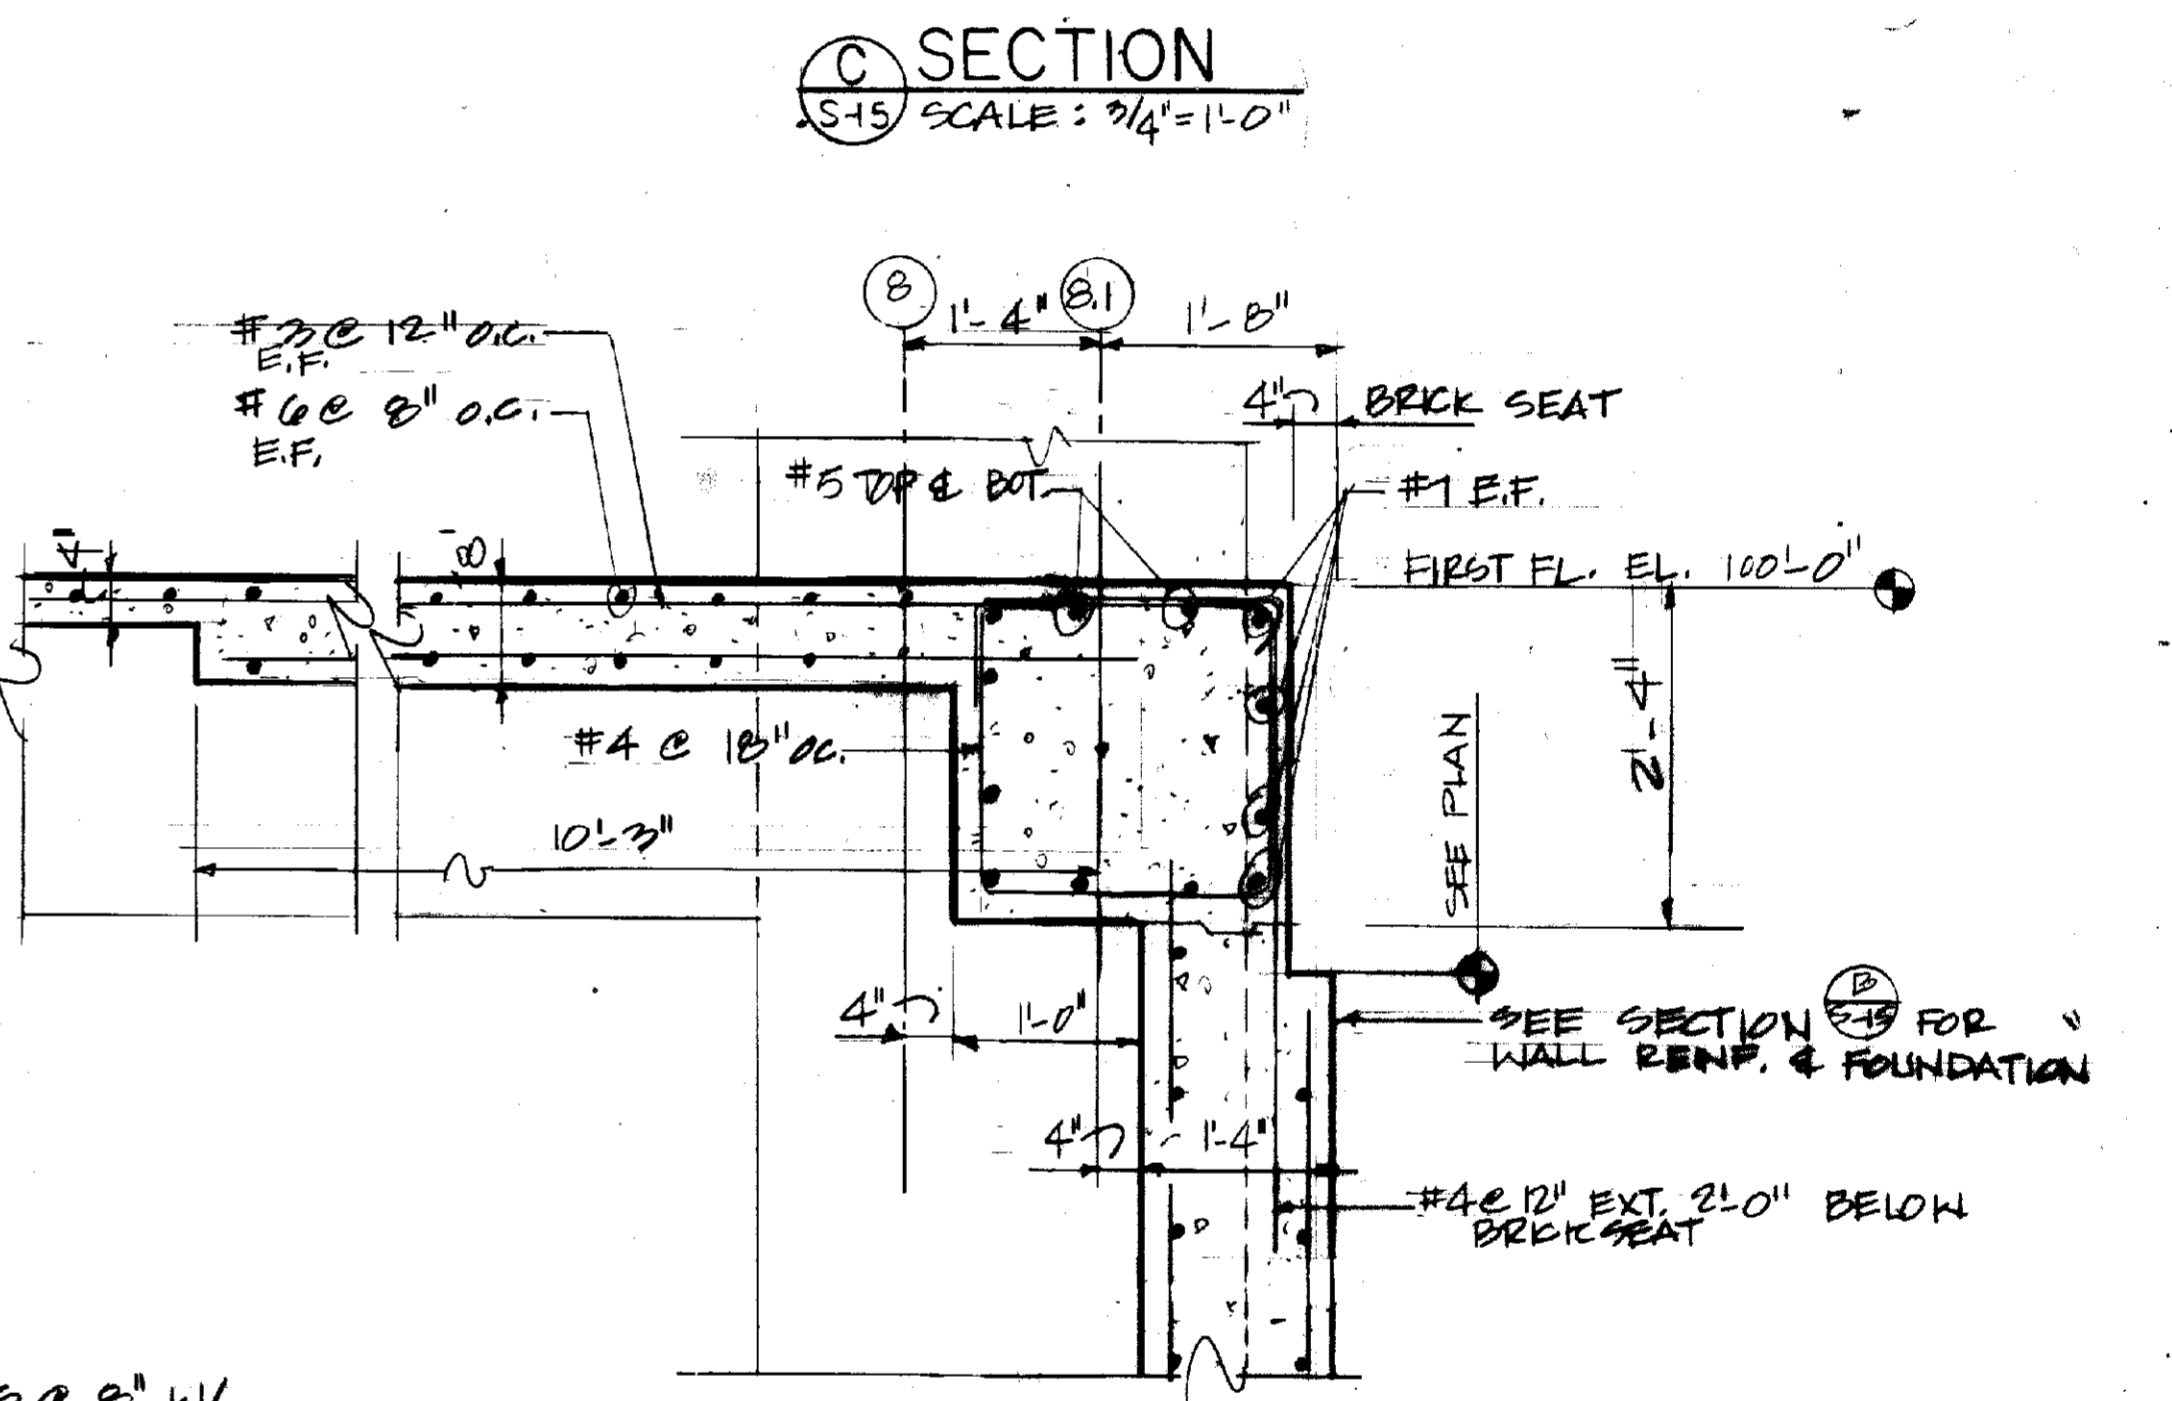 C
S-15
SECTION
SCALE: 3/4"=1'-0"
8
1'-4"
8.1
1'-8"
#3 @ 12" O.C.
E.F.
#6 @ 8" O.C.
E.F.
4"
BRICK SEAT
#5 TOP & BOT.
#7 E.F.
4"
8"
FIRST FL. EL. 100'-0"
#4 @ 18" OC.
2'-4"
SEE PLAN
10'-3"
4"
1'-0"
SEE SECTION B S-15 FOR
WALL REINF. & FOUNDATION
4"
1'-4"
#4 @ 12" EXT. 2'-0" BELOW
BRICK SEAT
@ 8"